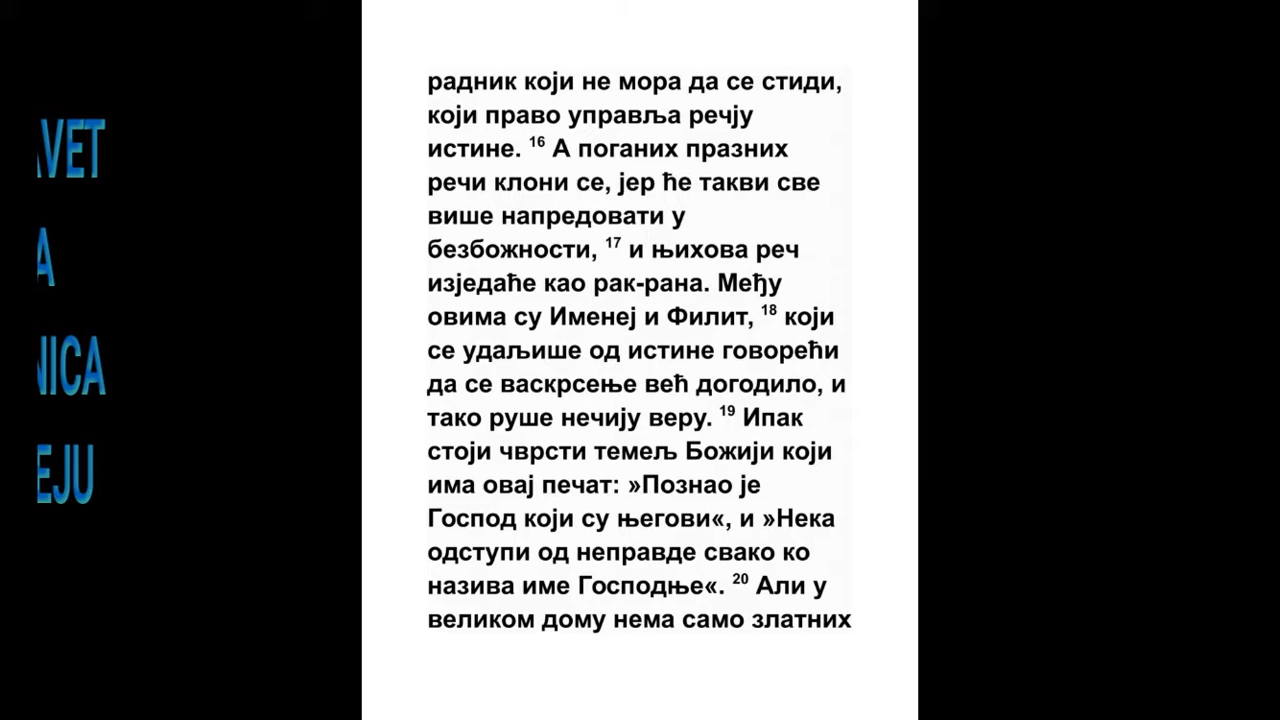 AVET
A
NICA
EJU
радник који не мора да се стиди,
који право управља речју
истине. 16 А поганих празних
речи клони се, јер ће такви све
више напредовати у
безбожности, 17 и њихова реч
изједаће као рак-рана. Међу
овима су Именеј и Филит, 18 који
се удаљише од истине говорећи
да се васкрсење већ догодило, и
тако руше нечију веру. 19 Ипак
стоји чврсти темељ Божији који
има овај печат: »Познао је
Господ који су његови«, и »Нека
одступи од неправде свако ко
назива име Господње«. 20 Али у
великом дому нема само златних